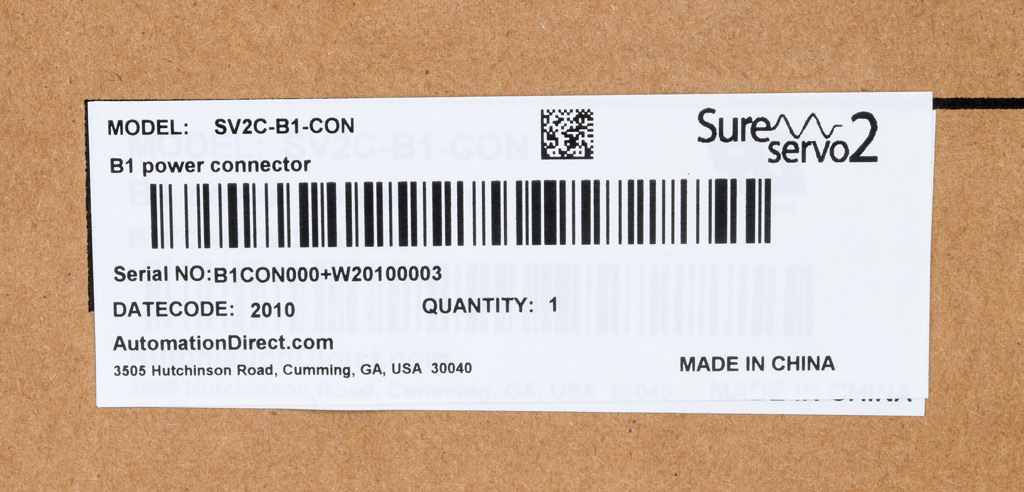 MODEL: SV2C-B1-CON
Sure servo2
B1 power connector
Serial NO:B1CON000+W20100003
DATECODE: 2010 QUANTITY: 1
AutomationDirect.com
3505 Hutchinson Road, Cumming, GA, USA 30040
MADE IN CHINA